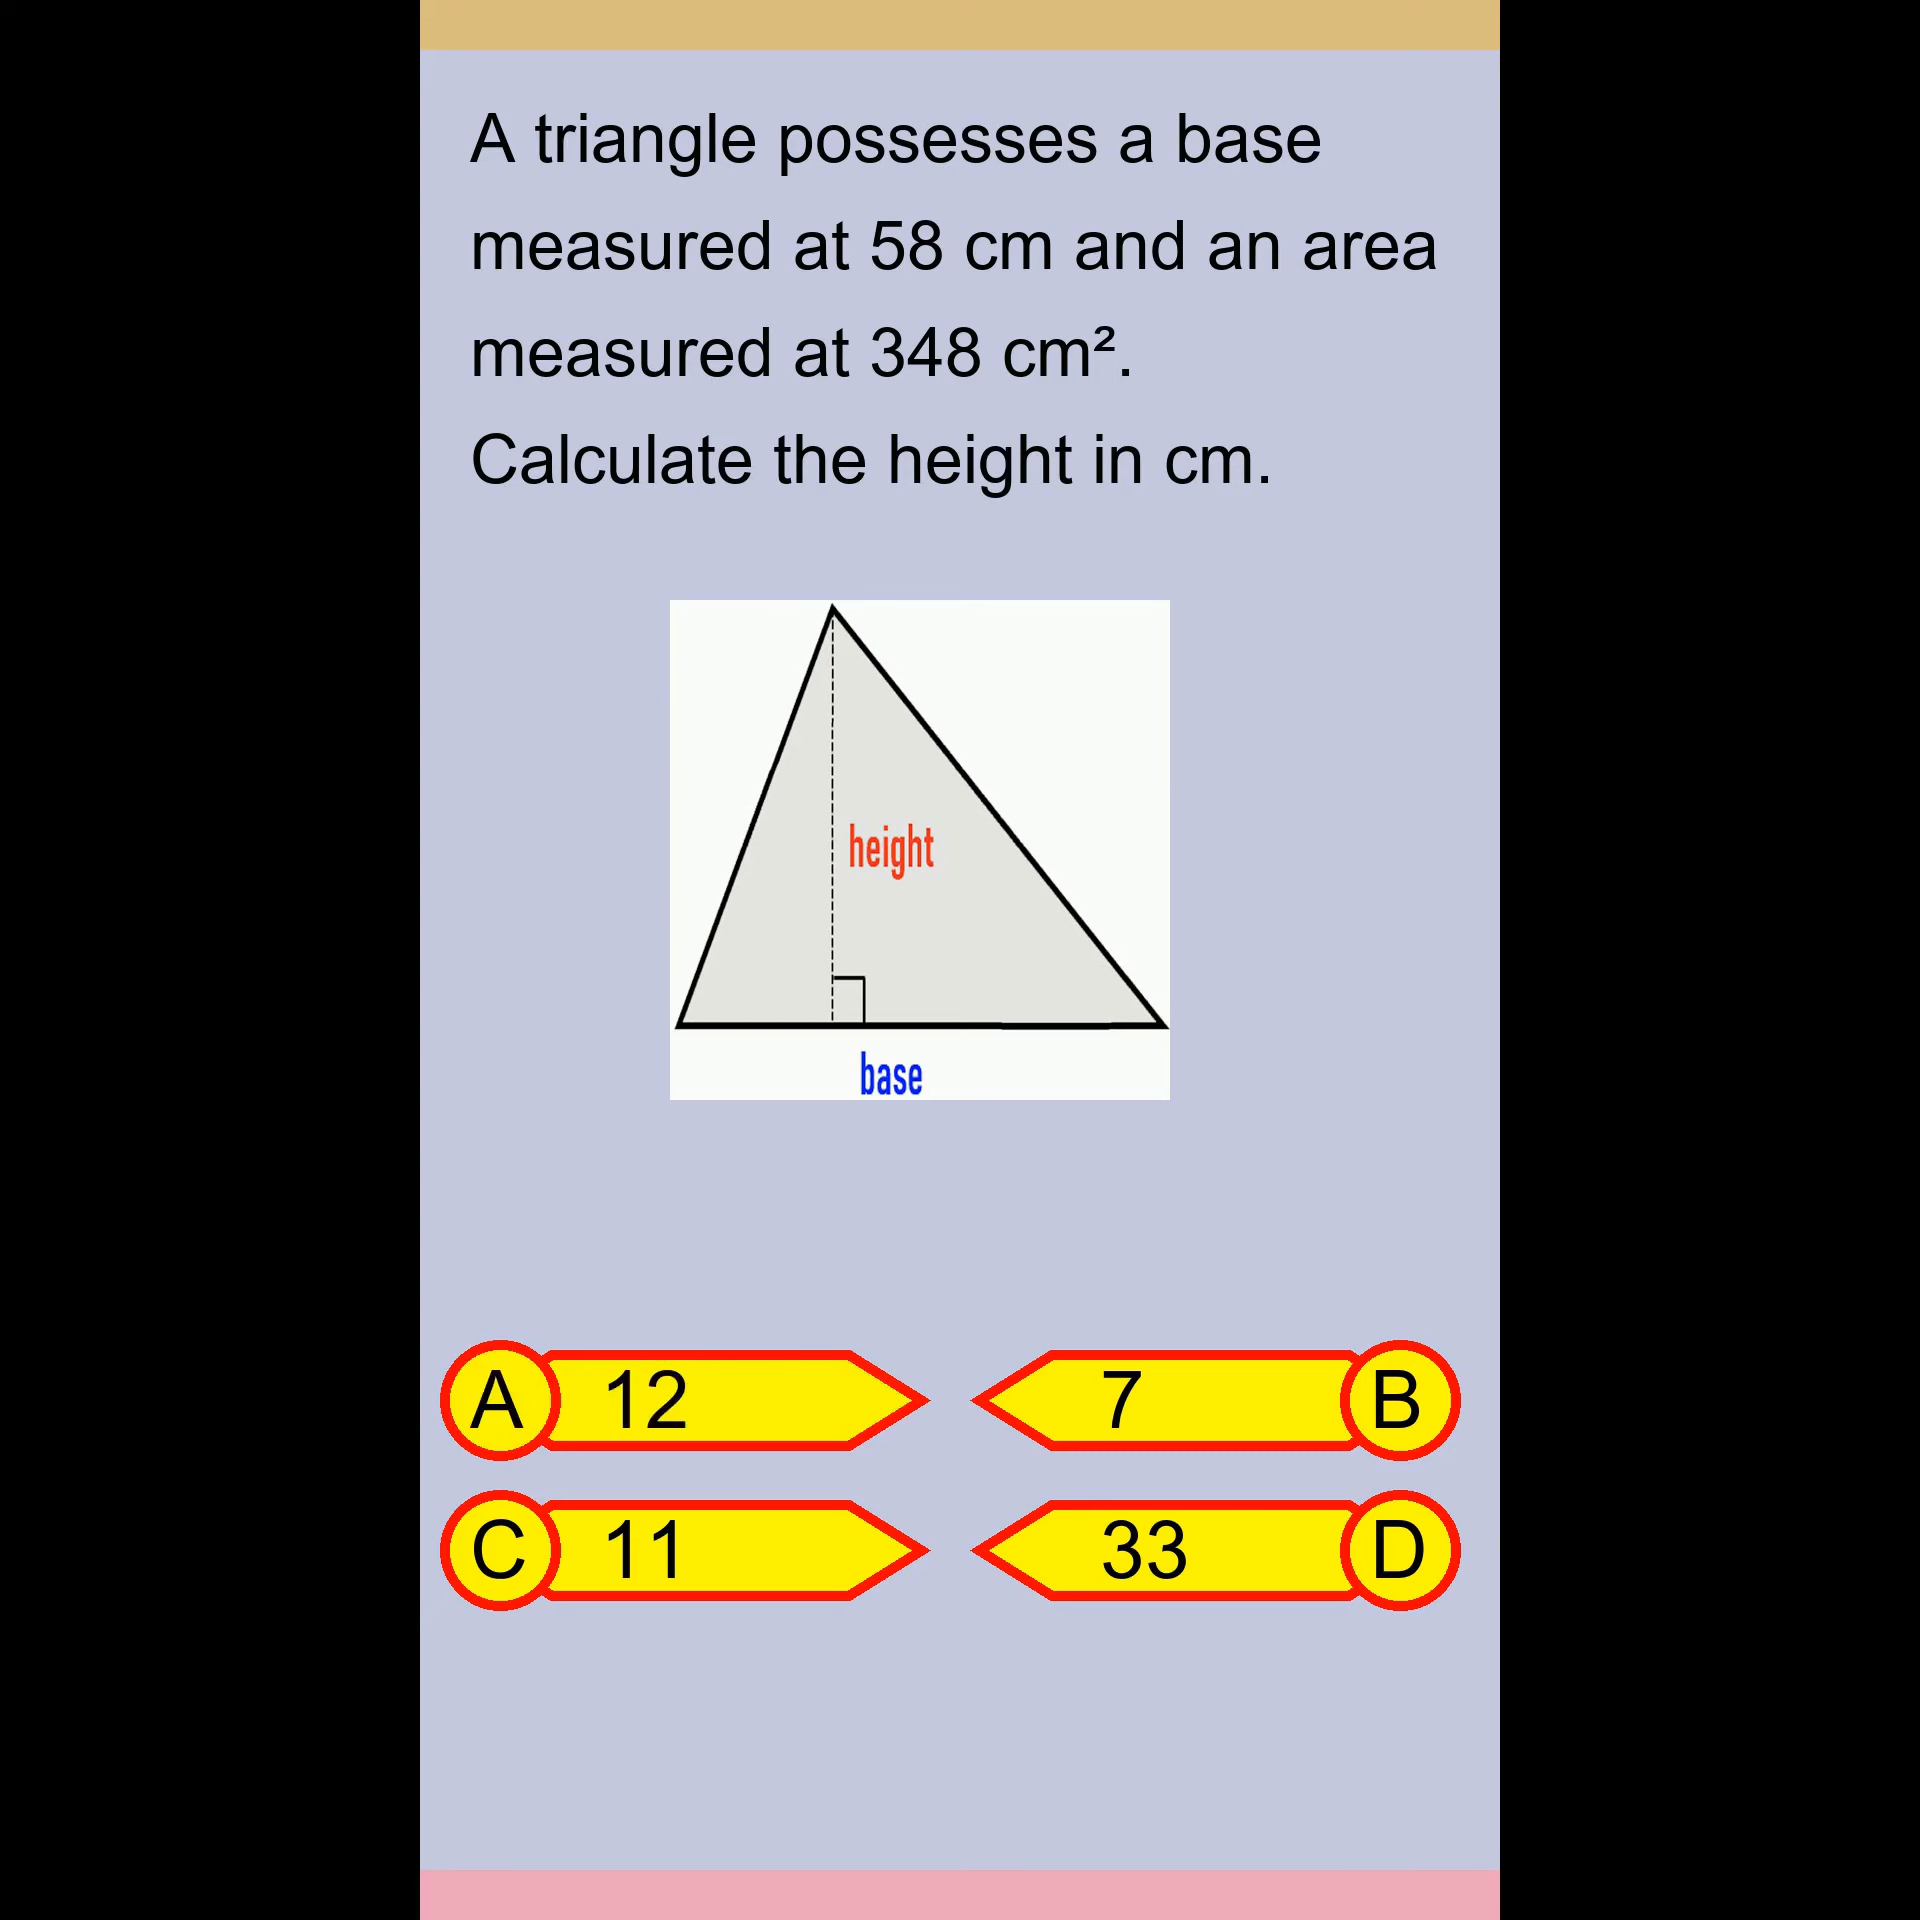 A triangle possesses a base
measured at 58 cm and an area
measured at 348 cm².
Calculate the height in cm.
height
base
A 12
7 B
C 11
33 D